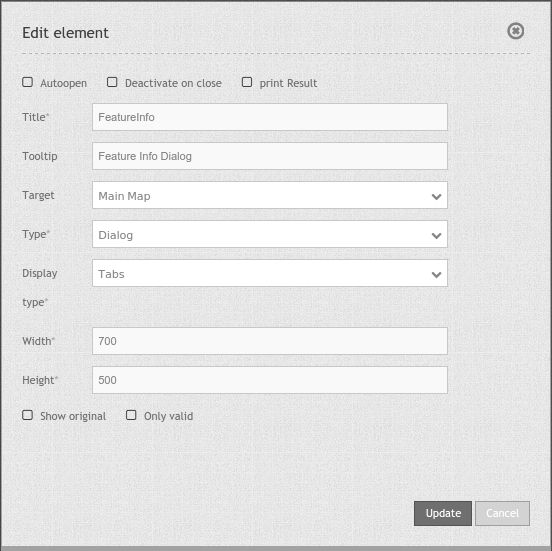 Edit element
Autoopen Deactivate on close print Result
Title* FeatureInfo
Tooltip Feature Info Dialog
Target Main Map
Type* Dialog
Display Tabs
type*
Width* 700
Height* 500
Show original Only valid
Update Cancel